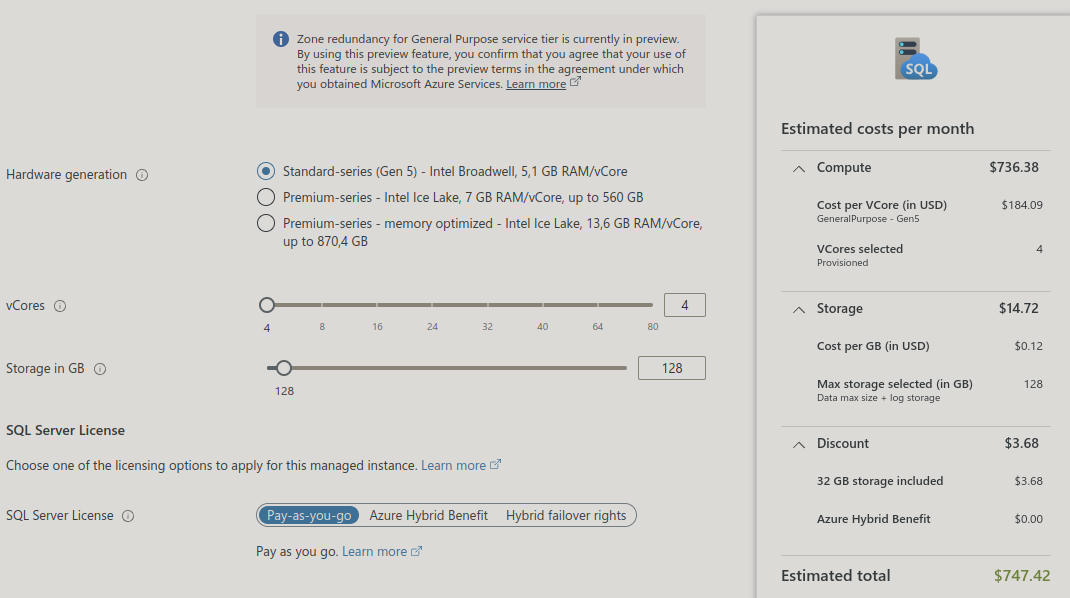 Zone redundancy for General Purpose service tier is currently in preview.
By using this preview feature, you confirm that you agree that your use of
this feature is subject to the preview terms in the agreement under which
you obtained Microsoft Azure Services. Learn more
Hardware generation
Standard-series (Gen 5) - Intel Broadwell, 5,1 GB RAM/vCore
Premium-series - Intel Ice Lake, 7 GB RAM/vCore, up to 560 GB
Premium-series - memory optimized - Intel Ice Lake, 13,6 GB RAM/vCore,
up to 870,4 GB
vCores
4
4 8 16 24 32 40 64 80
Storage in GB
128
128
SQL Server License
Choose one of the licensing options to apply for this managed instance. Learn more
SQL Server License
Pay-as-you-go Azure Hybrid Benefit Hybrid failover rights
Pay as you go. Learn more
SQL
Estimated costs per month
Compute $736.38
Cost per VCore (in USD) $184.09
GeneralPurpose - Gen5
VCores selected 4
Provisioned
Storage $14.72
Cost per GB (in USD) $0.12
Max storage selected (in GB) 128
Data max size + log storage
Discount $3.68
32 GB storage included $3.68
Azure Hybrid Benefit $0.00
Estimated total $747.42